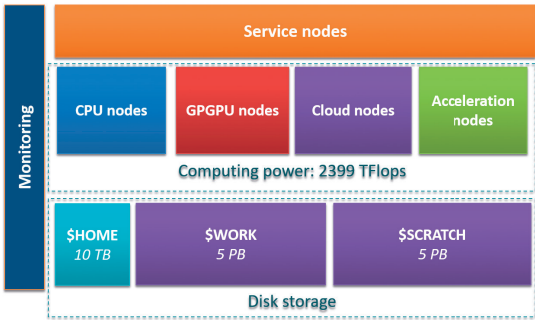 Monitoring
Service nodes
CPU nodes
GPGPU nodes
Cloud nodes
Acceleration
nodes
Computing power: 2399 TFlops
$HOME
10 TB
$WORK
5 PB
$SCRATCH
5 PB
Disk storage